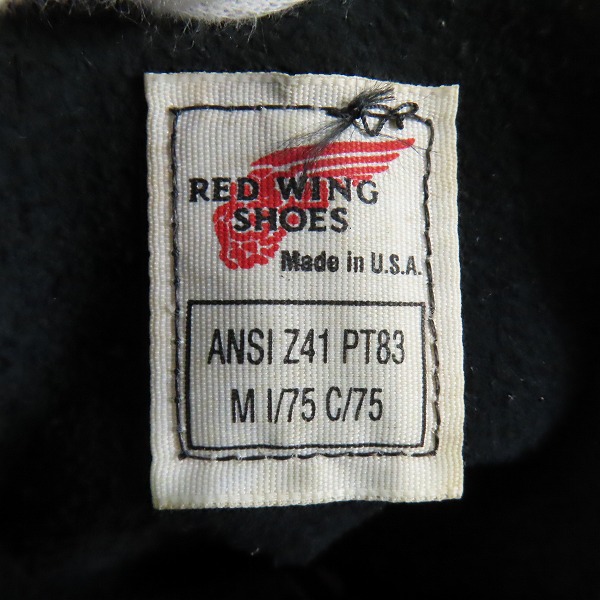 RED WING
SHOES
Made in U.S.A.
ANSI Z41 PT83
M I/75 C/75